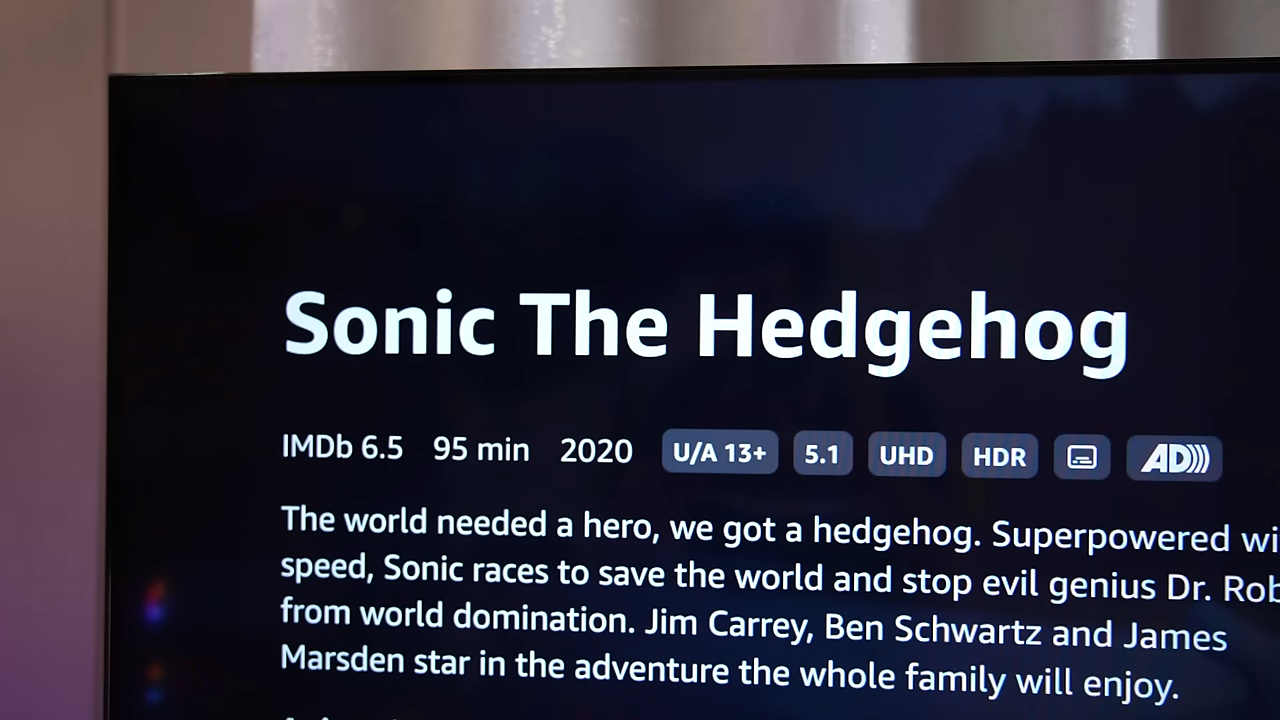 Sonic The Hedgehog
IMDb 6.5 95 min 2020 U/A 13+ 5.1 UHD HDR AD
The world needed a hero, we got a hedgehog. Superpowered
speed, Sonic races to save the world and stop evil genius Dr.
from world domination. Jim Carrey, Ben Schwartz and James
Marsden star in the adventure the whole family will enjoy.